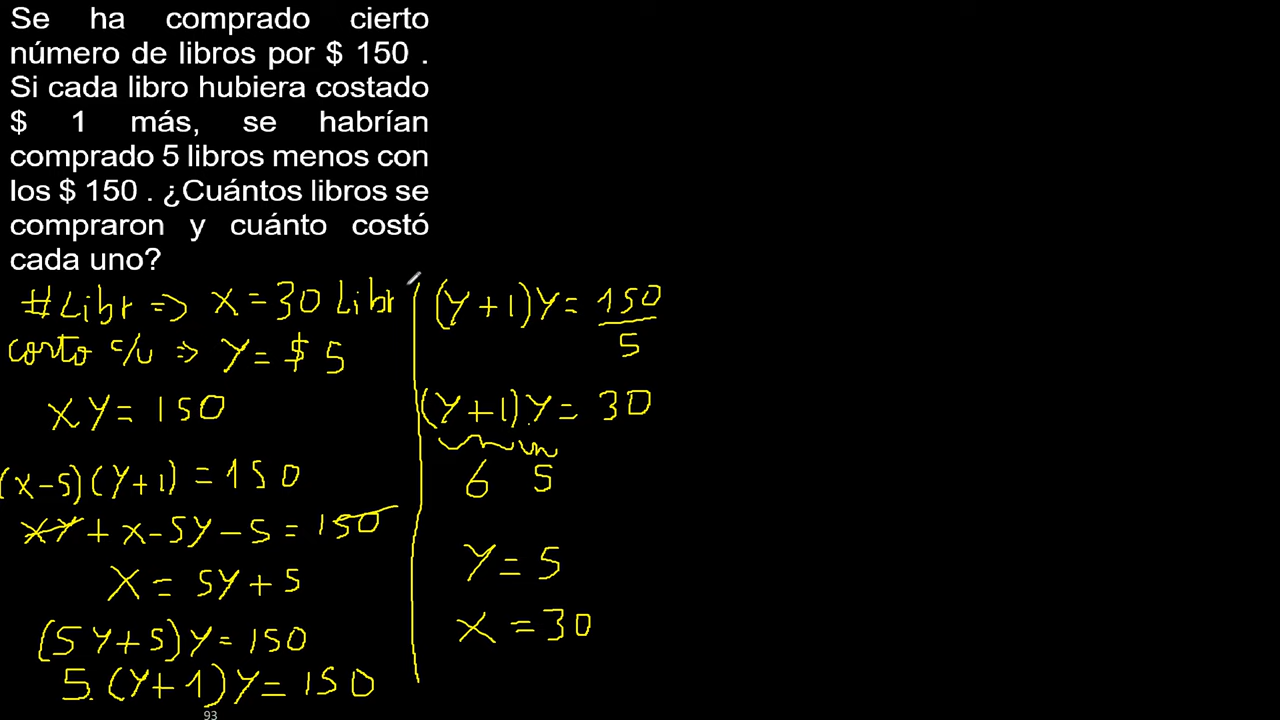 Se ha comprado cierto
número de libros por $ 150 .
Si cada libro hubiera costado
$ 1 más, se habrían
comprado 5 libros menos con
los $ 150 . ¿Cuántos libros se
compraron y cuánto costó
cada uno?
#Libr => X = 30 Libr
costo c/u => Y = $ 5
XY = 150
(X-5)(Y+1) = 150
XY + X - 5Y - 5 = 150
X = 5Y + 5
(5Y+5)Y = 150
5.(Y+1)Y = 150
(Y+1)Y = 150/5
(Y+1)Y = 30
6 5
Y = 5
X = 30
93